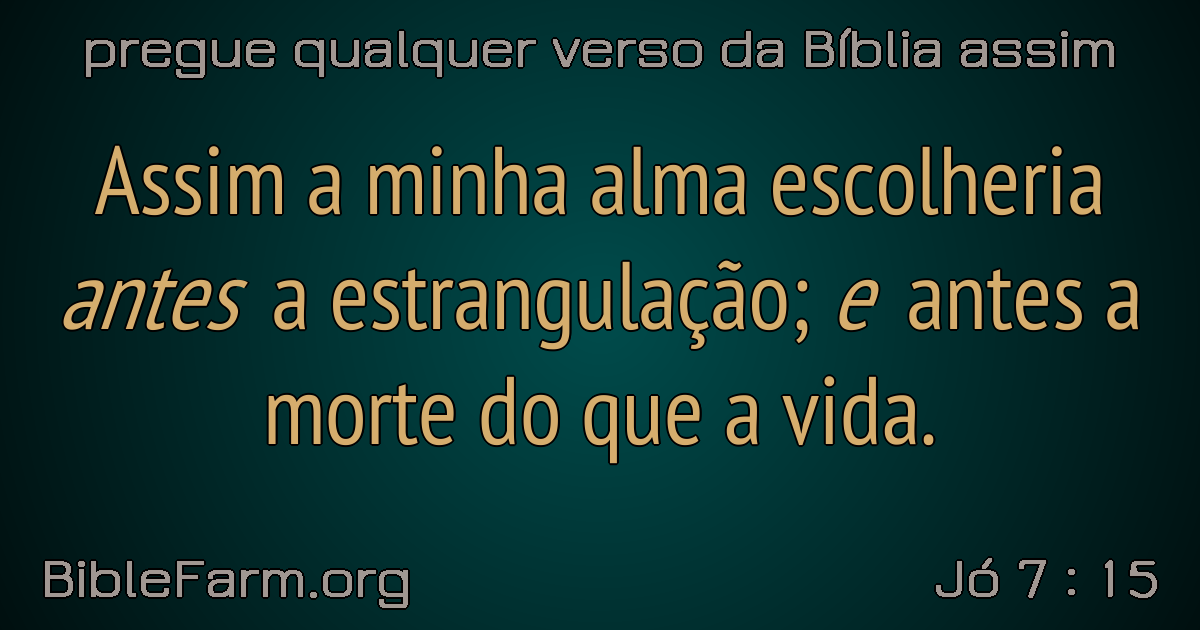 pregue qualquer verso da Bíblia assim
Assim a minha alma escolheria
antes a estrangulação; e antes a
morte do que a vida.
BibleFarm.org
Jó 7 : 15